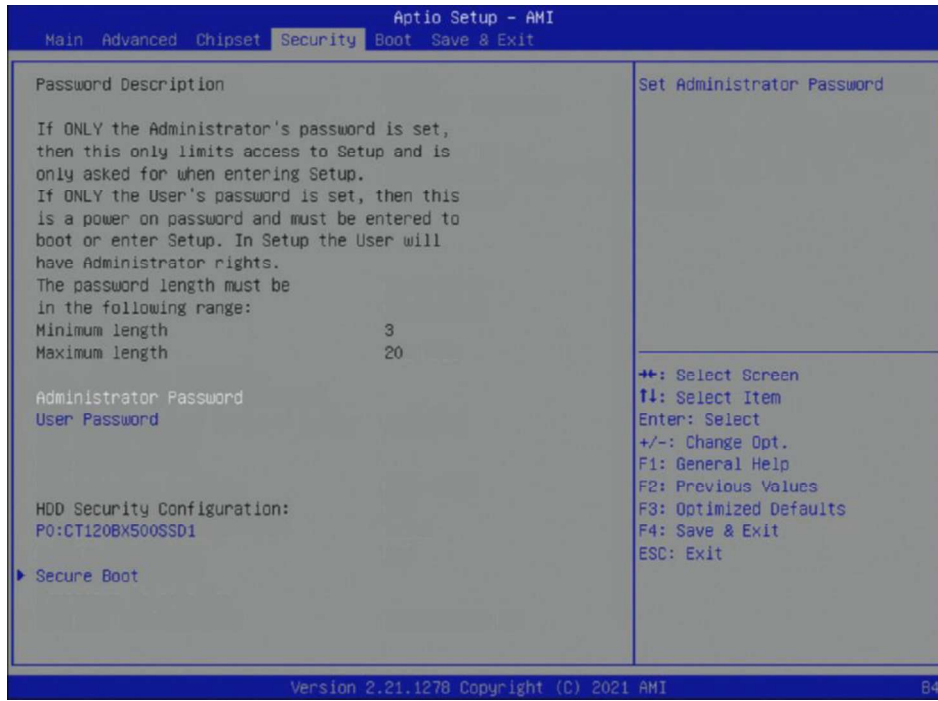 Aptio Setup - AMI
Main Advanced Chipset Security Boot Save & Exit
Password Description
If ONLY the Administrator's password is set,
then this only limits access to Setup and is
only asked for when entering Setup.
If ONLY the User's password is set, then this
is a power on password and must be entered to
boot or enter Setup. In Setup the User will
have Administrator rights.
The password length must be
in the following range:
Minimum length 3
Maximum length 20
Administrator Password
User Password
HDD Security Configuration:
P0:CT120BX500SSD1
Secure Boot
Set Administrator Password
→←: Select Screen
↑↓: Select Item
Enter: Select
+/-: Change Opt.
F1: General Help
F2: Previous Values
F3: Optimized Defaults
F4: Save & Exit
ESC: Exit
Version 2.21.1278 Copyright (C) 2021 AMI
B4